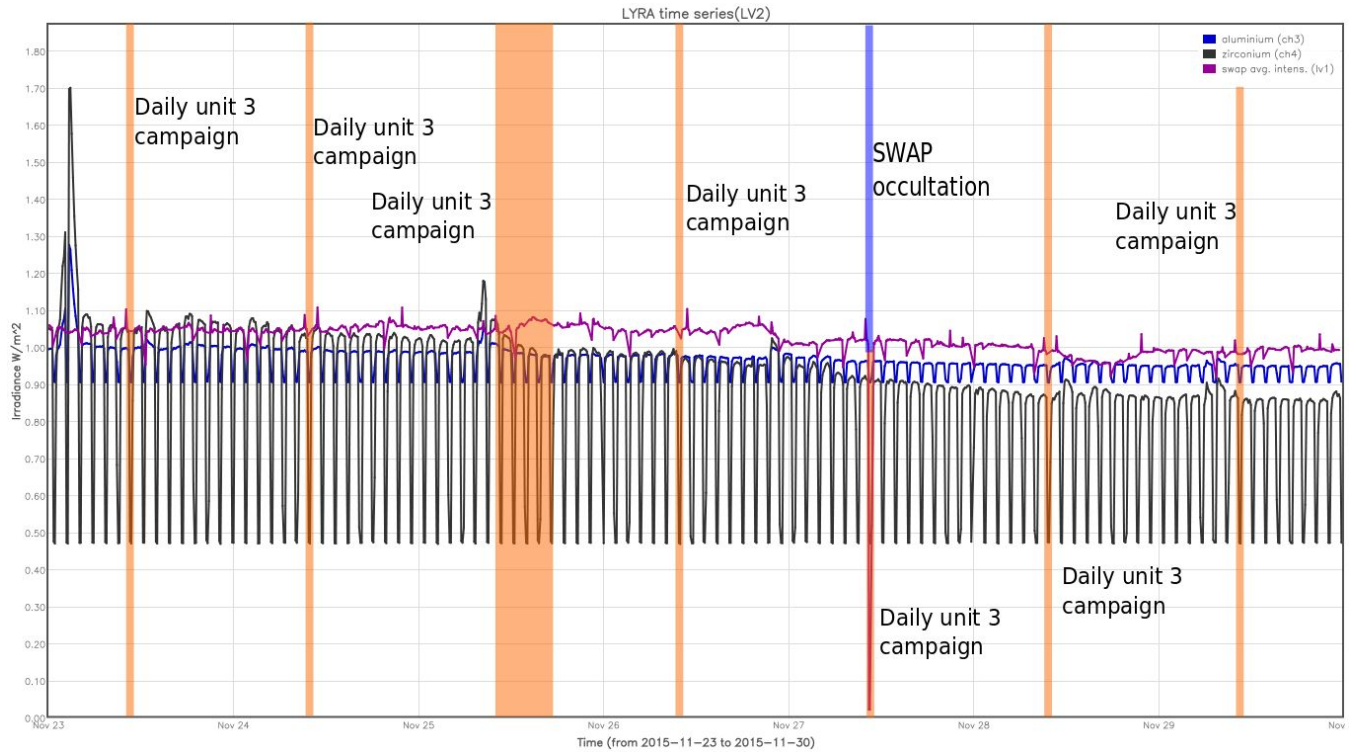 LYRA time series(LV2)
aluminium (ch3)
zirconium (ch4)
swap avg. intens. (lv1)
1.80
1.70
1.60
1.50
1.40
1.30
1.20
1.10
1.00
0.90
0.80
0.70
0.60
0.50
0.40
0.30
0.20
0.10
0.00
Irradiance W/m^2
Daily unit 3
campaign
Daily unit 3
campaign
Daily unit 3
campaign
Daily unit 3
campaign
SWAP
occultation
Daily unit 3
campaign
Daily unit 3
campaign
Daily unit 3
campaign
Nov 23
Nov 24
Nov 25
Nov 26
Nov 27
Nov 28
Nov 29
Nov
Time (from 2015-11-23 to 2015-11-30)